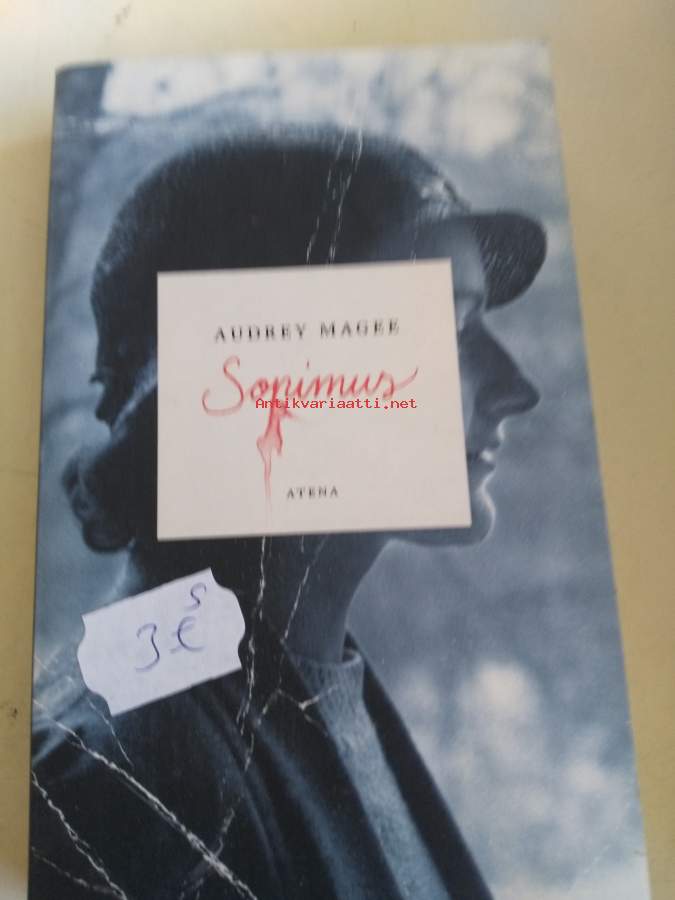 AUDREY MAGEE
Sopimus
Antikvariaatti.net
ATENA
S
3 €